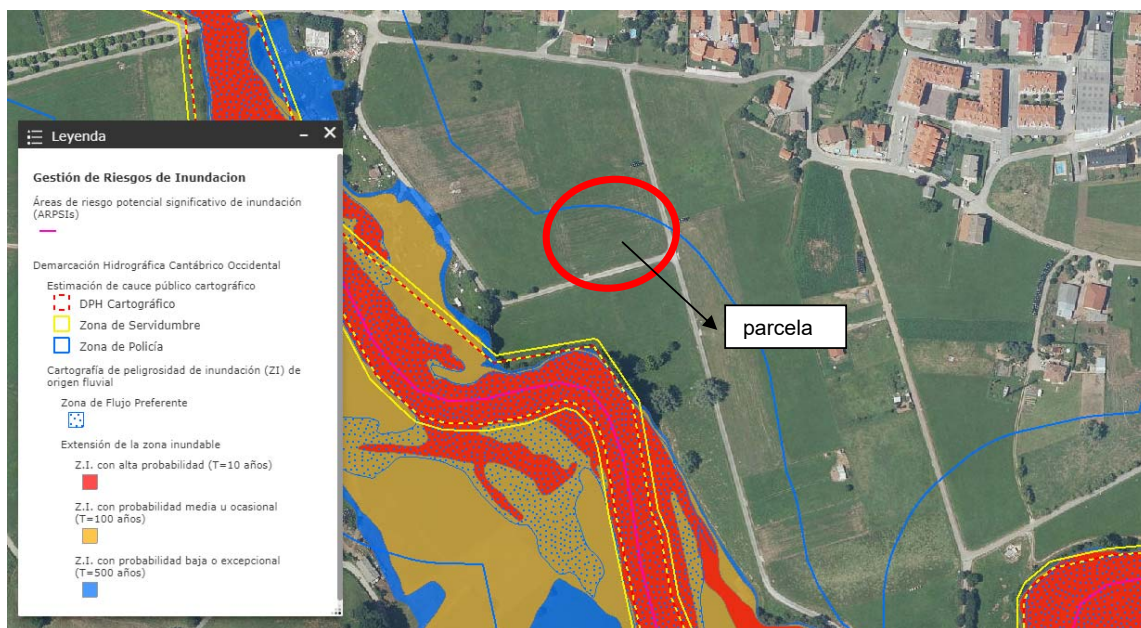 Leyenda
Gestión de Riesgos de Inundacion
Áreas de riesgo potencial significativo de inundación
(ARPSIs)
Demarcación Hidrográfica Cantábrico Occidental
Estimación de cauce público cartográfico
DPH Cartográfico
Zona de Servidumbre
Zona de Policía
Cartografía de peligrosidad de inundación (ZI) de
origen fluvial
Zona de Flujo Preferente
Extensión de la zona inundable
Z.I. con alta probabilidad (T=10 años)
Z.I. con probabilidad media u ocasional
(T=100 años)
Z.I. con probabilidad baja o excepcional
(T=500 años)
parcela